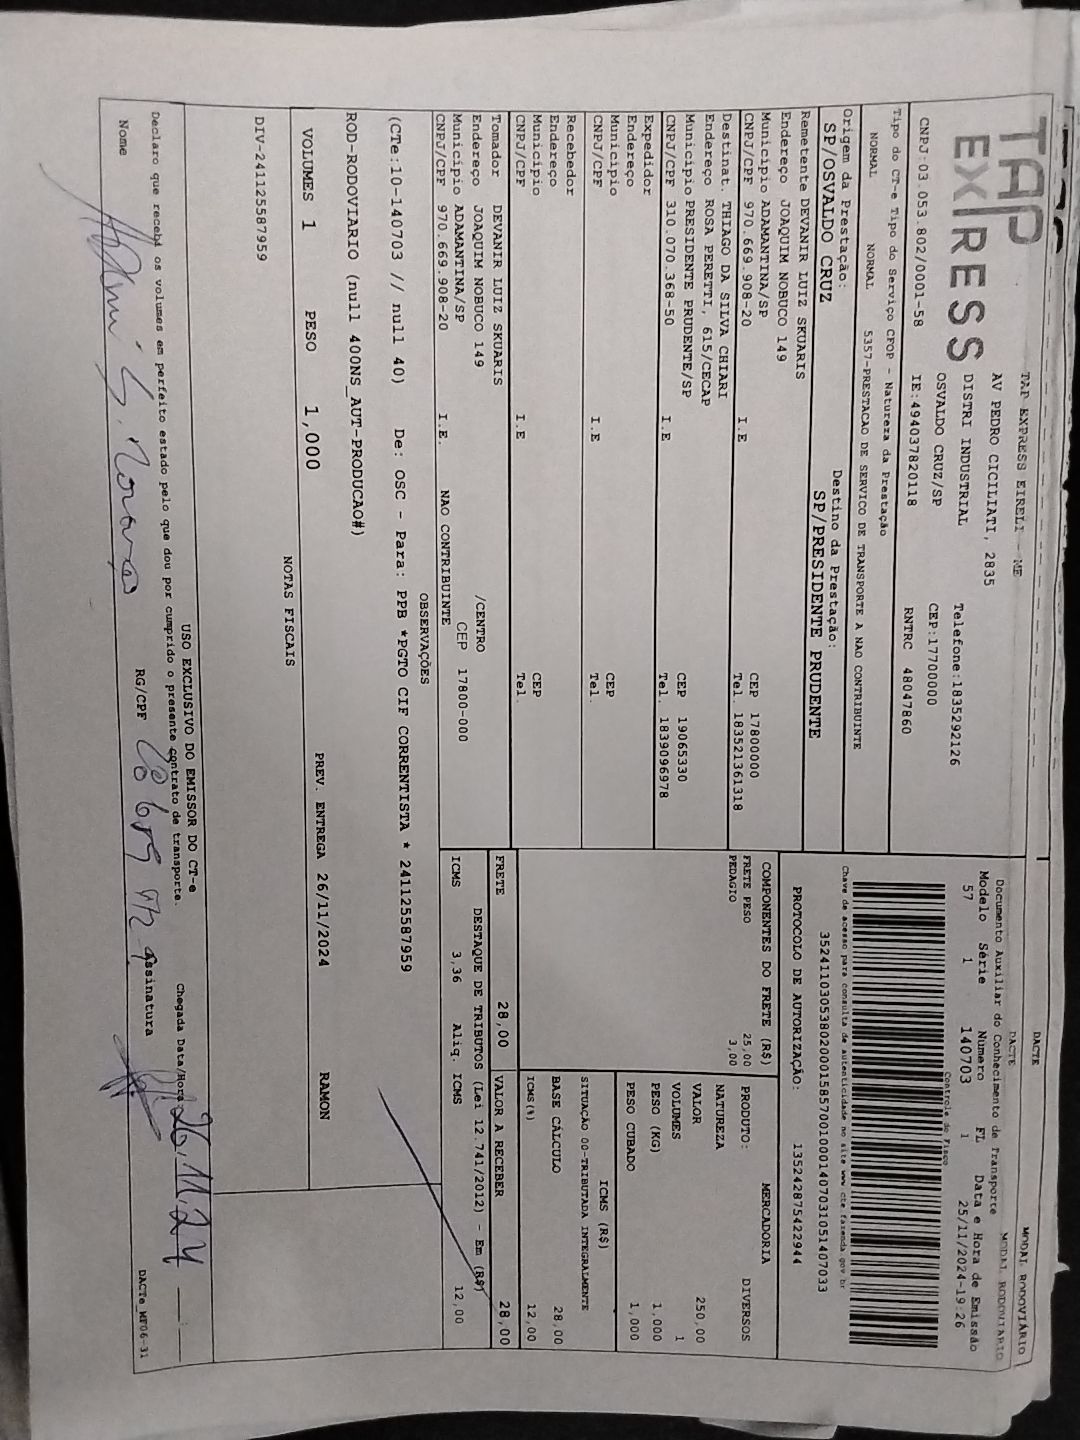 DACTE
MODAL RODOVIÁRIO
TAP EXPRESS
TAP EXPRESS EIRELI - ME
AV PEDRO CICILIATI, 2835
DISTRI INDUSTRIAL
Telefone:1835292126
OSVALDO CRUZ/SP
CEP:17700000
CNPJ:03.053.802/0001-58
IE:494037820118
RNTRC 48047860
DACTE
MODAL RODOVIÁRIO
Documento Auxiliar do Conhecimento de Transporte
Modelo Série Número FL Data e Hora de Emissão
57 1 140703 1 25/11/2024-19:26
Controle do Fisco
Tipo do CT-e Tipo do Serviço CFOP - Natureza da Prestação
NORMAL NORMAL 5357-PRESTACAO DE SERVICO DE TRANSPORTE A NAO CONTRIBUINTE
Chave de acesso para consulta de autenticidade no site www.cte.fazenda.gov.br
35241103053802000158570010001407031051407033
PROTOCOLO DE AUTORIZAÇÃO: 135242875422944
Origem da Prestação:
SP/OSVALDO CRUZ
Destino da Prestação:
SP/PRESIDENTE PRUDENTE
Remetente DEVANIR LUIZ SKUARIS
Endereço JOAQUIM NOBUCO 149
Município ADAMANTINA/SP CEP 17800000
CNPJ/CPF 970.669.908-20 I.E Tel. 183521361318
Destinat. THIAGO DA SILVA CHIARI
Endereço ROSA PERETTI, 615/CECAP
Município PRESIDENTE PRUDENTE/SP CEP 19065330
CNPJ/CPF 310.070.368-50 I.E Tel. 1839096978
Expedidor
Endereço
Município CEP
CNPJ/CPF I.E Tel.
Recebedor
Endereço
Município CEP
CNPJ/CPF I.E Tel.
Tomador DEVANIR LUIZ SKUARIS
Endereço JOAQUIM NOBUCO 149 /CENTRO
Município ADAMANTINA/SP CEP 17800-000
CNPJ/CPF 970.669.908-20 I.E. NAO CONTRIBUINTE
COMPONENTES DO FRETE (R$)
FRETE PESO 25,00
PEDAGIO 3,00
MERCADORIA
PRODUTO: DIVERSOS
NATUREZA
VALOR 250,00
VOLUMES 1
PESO (KG) 1,000
PESO CUBADO 1,000
ICMS (R$)
SITUAÇÃO 00-TRIBUTADA INTEGRALMENTE
BASE CÁLCULO 28,00
ICMS(%) 12,00
FRETE 28,00
VALOR A RECEBER 28,00
DESTAQUE DE TRIBUTOS (Lei 12.741/2012) - Em (R$)
ICMS 3,36 Aliq. ICMS 12,00
OBSERVAÇÕES
(CTe:10-140703 // null 40) De: OSC - Para: PPB *PGTO CIF CORRENTISTA * 241125587959
ROD-RODOVIARIO (null 400NS_AUT-PRODUCAO#)
VOLUMES 1 PESO 1,000 PREV. ENTREGA 26/11/2024 RAMON
NOTAS FISCAIS
DIV-241125587959
USO EXCLUSIVO DO EMISSOR DO CT-e
Declaro que recebi os volumes em perfeito estado pelo que dou por cumprido o presente contrato de transporte.
Chegada Data/Hora 26.11.24
Nome
RG/CPF
Assinatura
DACTe_MT06-31